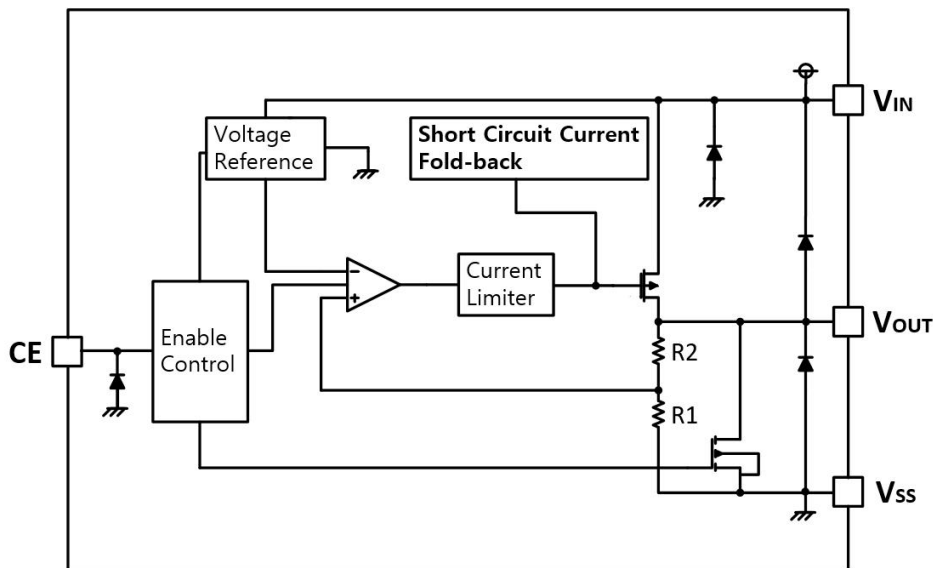 Voltage
Reference
Short Circuit Current
Fold-back
VIN
−
+
Current
Limiter
CE
Enable
Control
VOUT
R2
R1
VSS